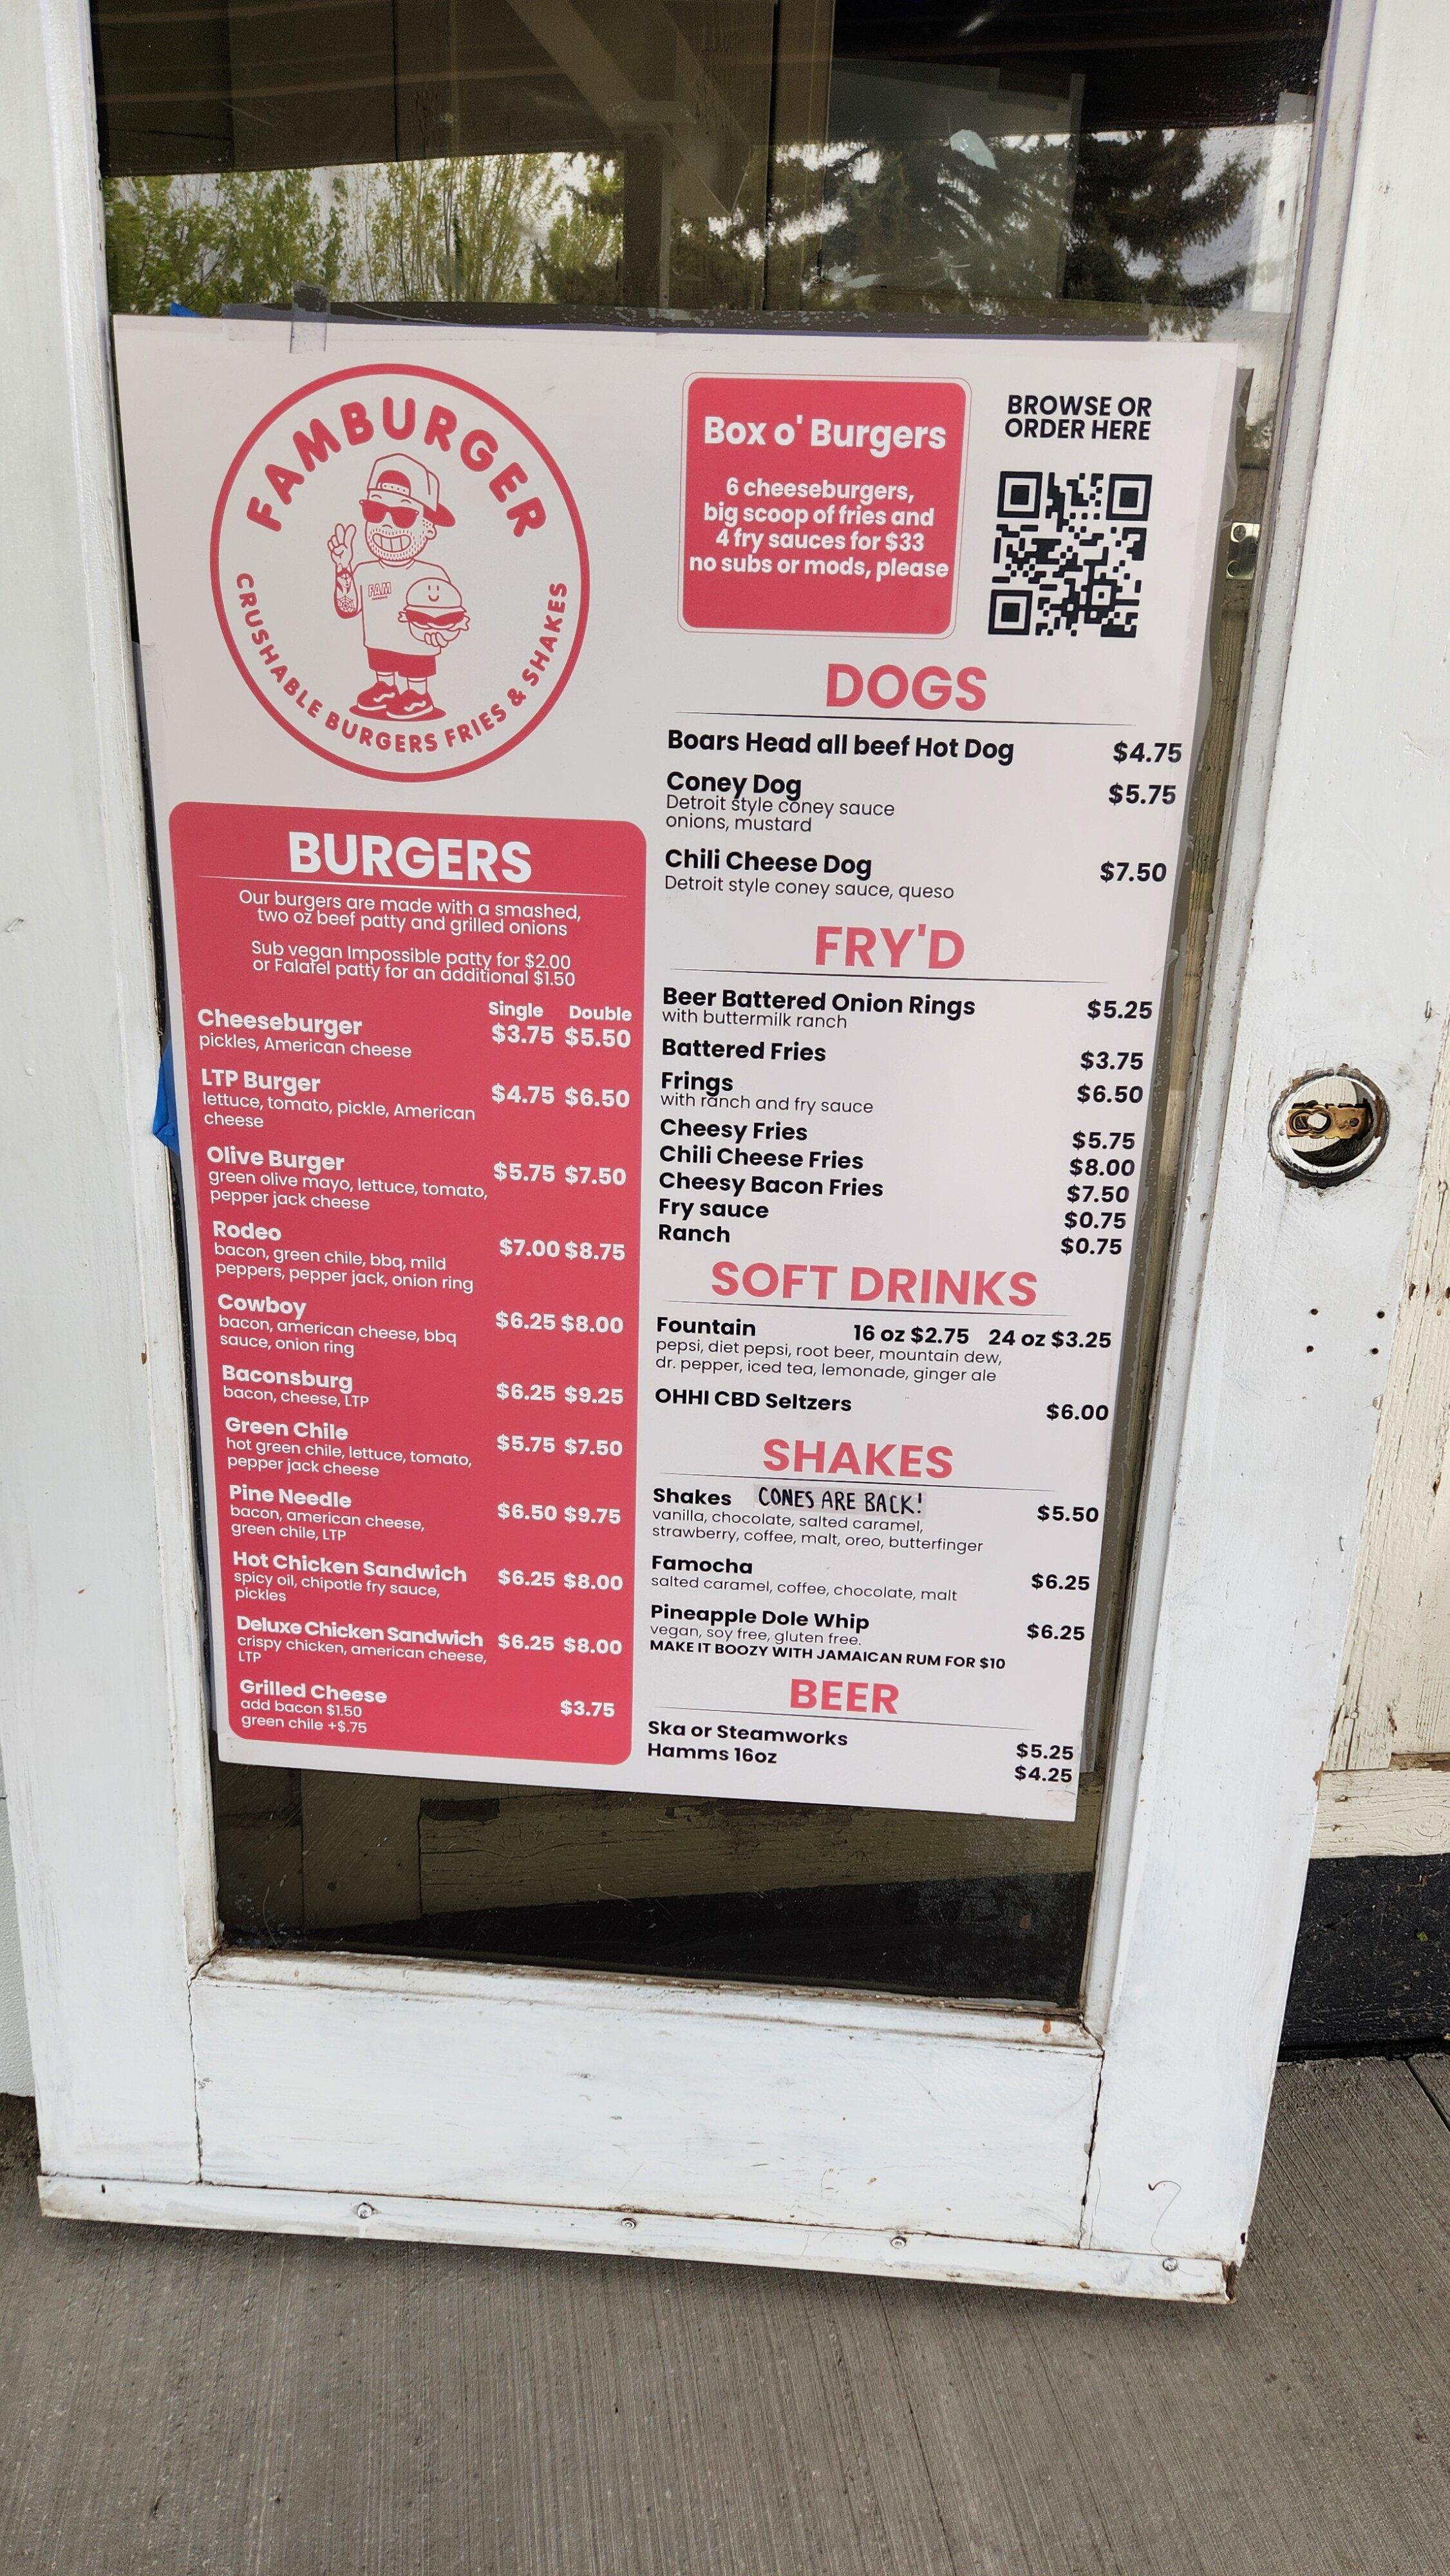 FAMBURGER
FAM
CRUSHABLE BURGERS FRIES & SHAKES
Box o' Burgers
6 cheeseburgers,
big scoop of fries and
4 fry sauces for $33
no subs or mods, please
BROWSE OR
ORDER HERE
BURGERS
Our burgers are made with a smashed,
two oz beef patty and grilled onions
Sub vegan Impossible patty for $2.00
or Falafel patty for an additional $1.50
Single Double
Cheeseburger $3.75 $5.50
pickles, American cheese
LTP Burger $4.75 $6.50
lettuce, tomato, pickle, American
cheese
Olive Burger $5.75 $7.50
green olive mayo, lettuce, tomato,
pepper jack cheese
Rodeo $7.00 $8.75
bacon, green chile, bbq, mild
peppers, pepper jack, onion ring
Cowboy $6.25 $8.00
bacon, american cheese, bbq
sauce, onion ring
Baconsburg $6.25 $9.25
bacon, cheese, LTP
Green Chile $5.75 $7.50
hot green chile, lettuce, tomato,
pepper jack cheese
Pine Needle $6.50 $9.75
bacon, american cheese,
green chile, LTP
Hot Chicken Sandwich $6.25 $8.00
spicy oil, chipotle fry sauce,
pickles
Deluxe Chicken Sandwich $6.25 $8.00
crispy chicken, american cheese,
LTP
Grilled Cheese $3.75
add bacon $1.50
green chile +$.75
DOGS
Boars Head all beef Hot Dog $4.75
Coney Dog $5.75
Detroit style coney sauce
onions, mustard
Chili Cheese Dog $7.50
Detroit style coney sauce, queso
FRY'D
Beer Battered Onion Rings $5.25
with buttermilk ranch
Battered Fries $3.75
Frings $6.50
with ranch and fry sauce
Cheesy Fries $5.75
Chili Cheese Fries $8.00
Cheesy Bacon Fries $7.50
Fry sauce $0.75
Ranch $0.75
SOFT DRINKS
Fountain 16 oz $2.75 24 oz $3.25
pepsi, diet pepsi, root beer, mountain dew,
dr. pepper, iced tea, lemonade, ginger ale
OHHI CBD Seltzers $6.00
SHAKES
Shakes CONES ARE BACK! $5.50
vanilla, chocolate, salted caramel,
strawberry, coffee, malt, oreo, butterfinger
Famocha $6.25
salted caramel, coffee, chocolate, malt
Pineapple Dole Whip $6.25
vegan, soy free, gluten free.
MAKE IT BOOZY WITH JAMAICAN RUM FOR $10
BEER
Ska or Steamworks $5.25
Hamms 16oz $4.25